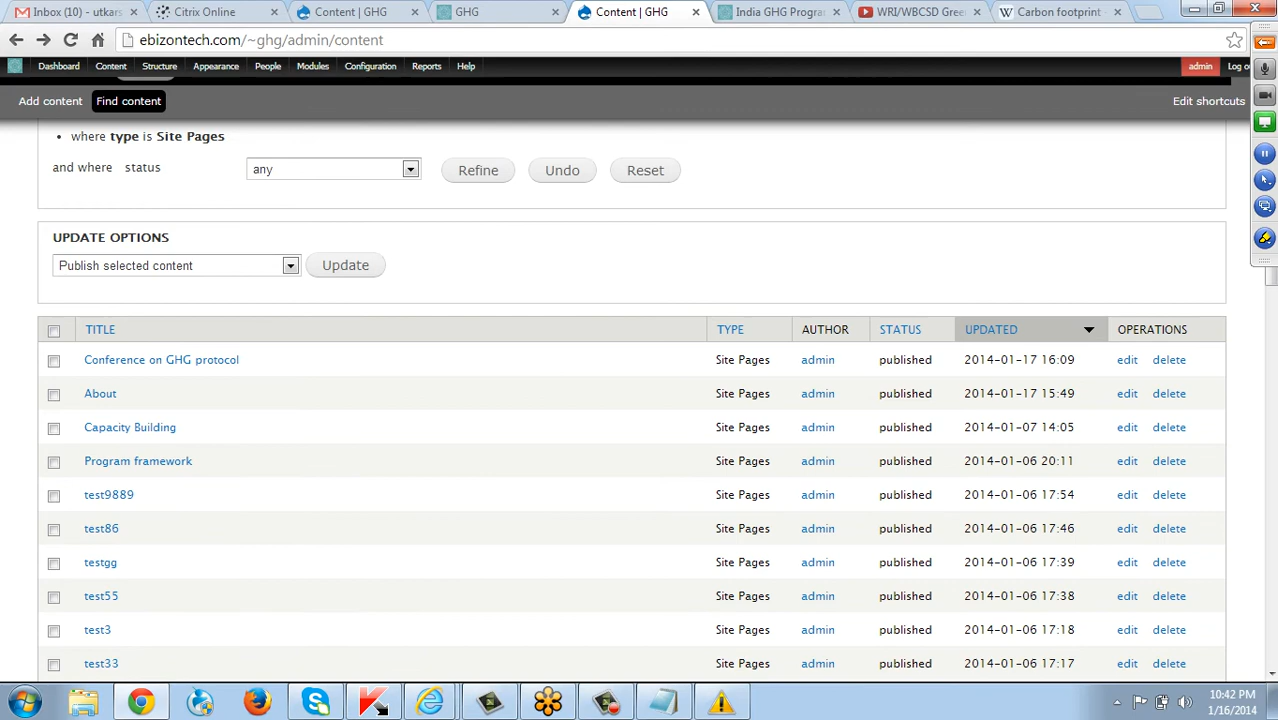 Inbox (10) - utkars
Citrix Online
Content | GHG
GHG
Content | GHG
India GHG Progra
WRI/WBCSD Gree
Carbon footprint
ebizontech.com/~ghg/admin/content
Dashboard Content Structure Appearance People Modules Configuration Reports Help admin Log o
Add content Find content Edit shortcuts
• where type is Site Pages
and where status any Refine Undo Reset
UPDATE OPTIONS
Publish selected content Update
TITLE TYPE AUTHOR STATUS UPDATED OPERATIONS
Conference on GHG protocol Site Pages admin published 2014-01-17 16:09 edit delete
About Site Pages admin published 2014-01-17 15:49 edit delete
Capacity Building Site Pages admin published 2014-01-07 14:05 edit delete
Program framework Site Pages admin published 2014-01-06 20:11 edit delete
test9889 Site Pages admin published 2014-01-06 17:54 edit delete
test86 Site Pages admin published 2014-01-06 17:46 edit delete
testgg Site Pages admin published 2014-01-06 17:39 edit delete
test55 Site Pages admin published 2014-01-06 17:38 edit delete
test3 Site Pages admin published 2014-01-06 17:18 edit delete
test33 Site Pages admin published 2014-01-06 17:17 edit delete
10:42 PM
1/16/2014